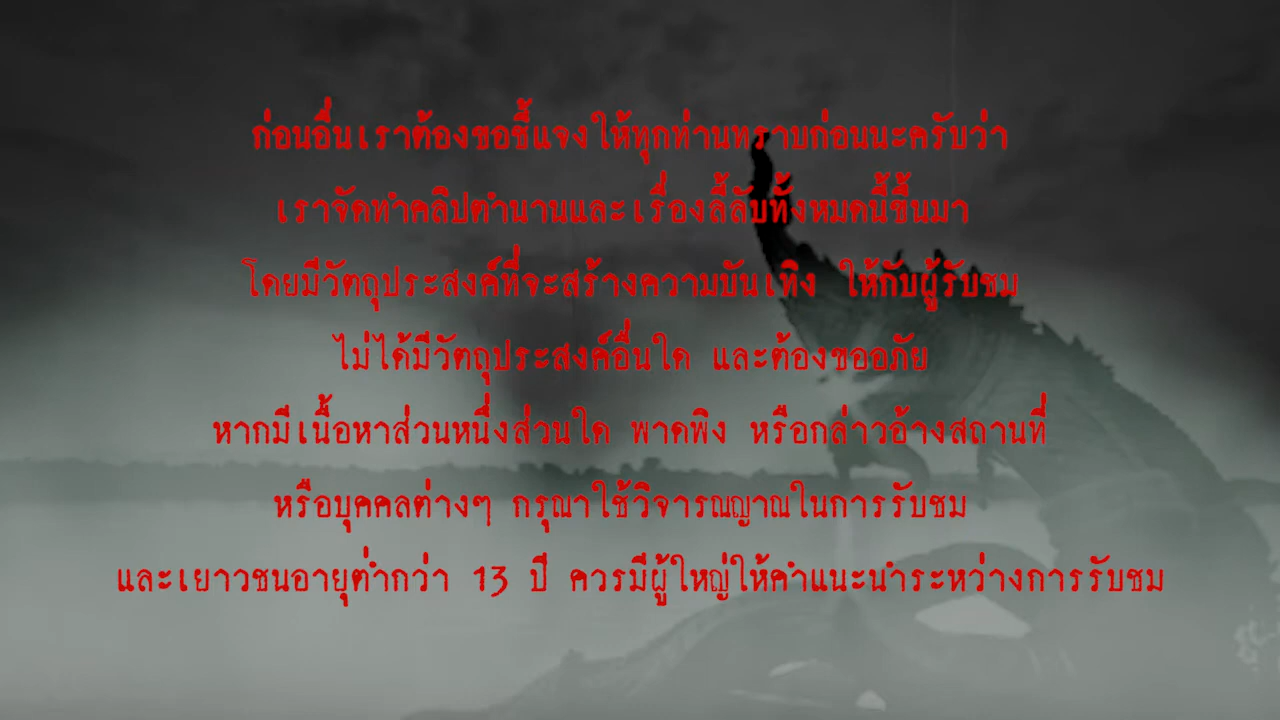 ก่อนอื่นเราต้องขอชี้แจงให้ทุกท่านทราบก่อนนะครับว่า
เราจัดทำคลิปตำนานและเรื่องลี้ลับทั้งหมดนี้ขึ้นมา
โดยมีวัตถุประสงค์ที่จะสร้างความบันเทิง ให้กับผู้รับชม
ไม่ได้มีวัตถุประสงค์อื่นใด และต้องขออภัย
หากมีเนื้อหาส่วนหนึ่งส่วนใด พาดพิง หรือกล่าวอ้างสถานที่
หรือบุคคลต่างๆ กรุณาใช้วิจารณญาณในการรับชม
และเยาวชนอายุต่ำกว่า 13 ปี ควรมีผู้ใหญ่ให้คำแนะนำระหว่างการรับชม